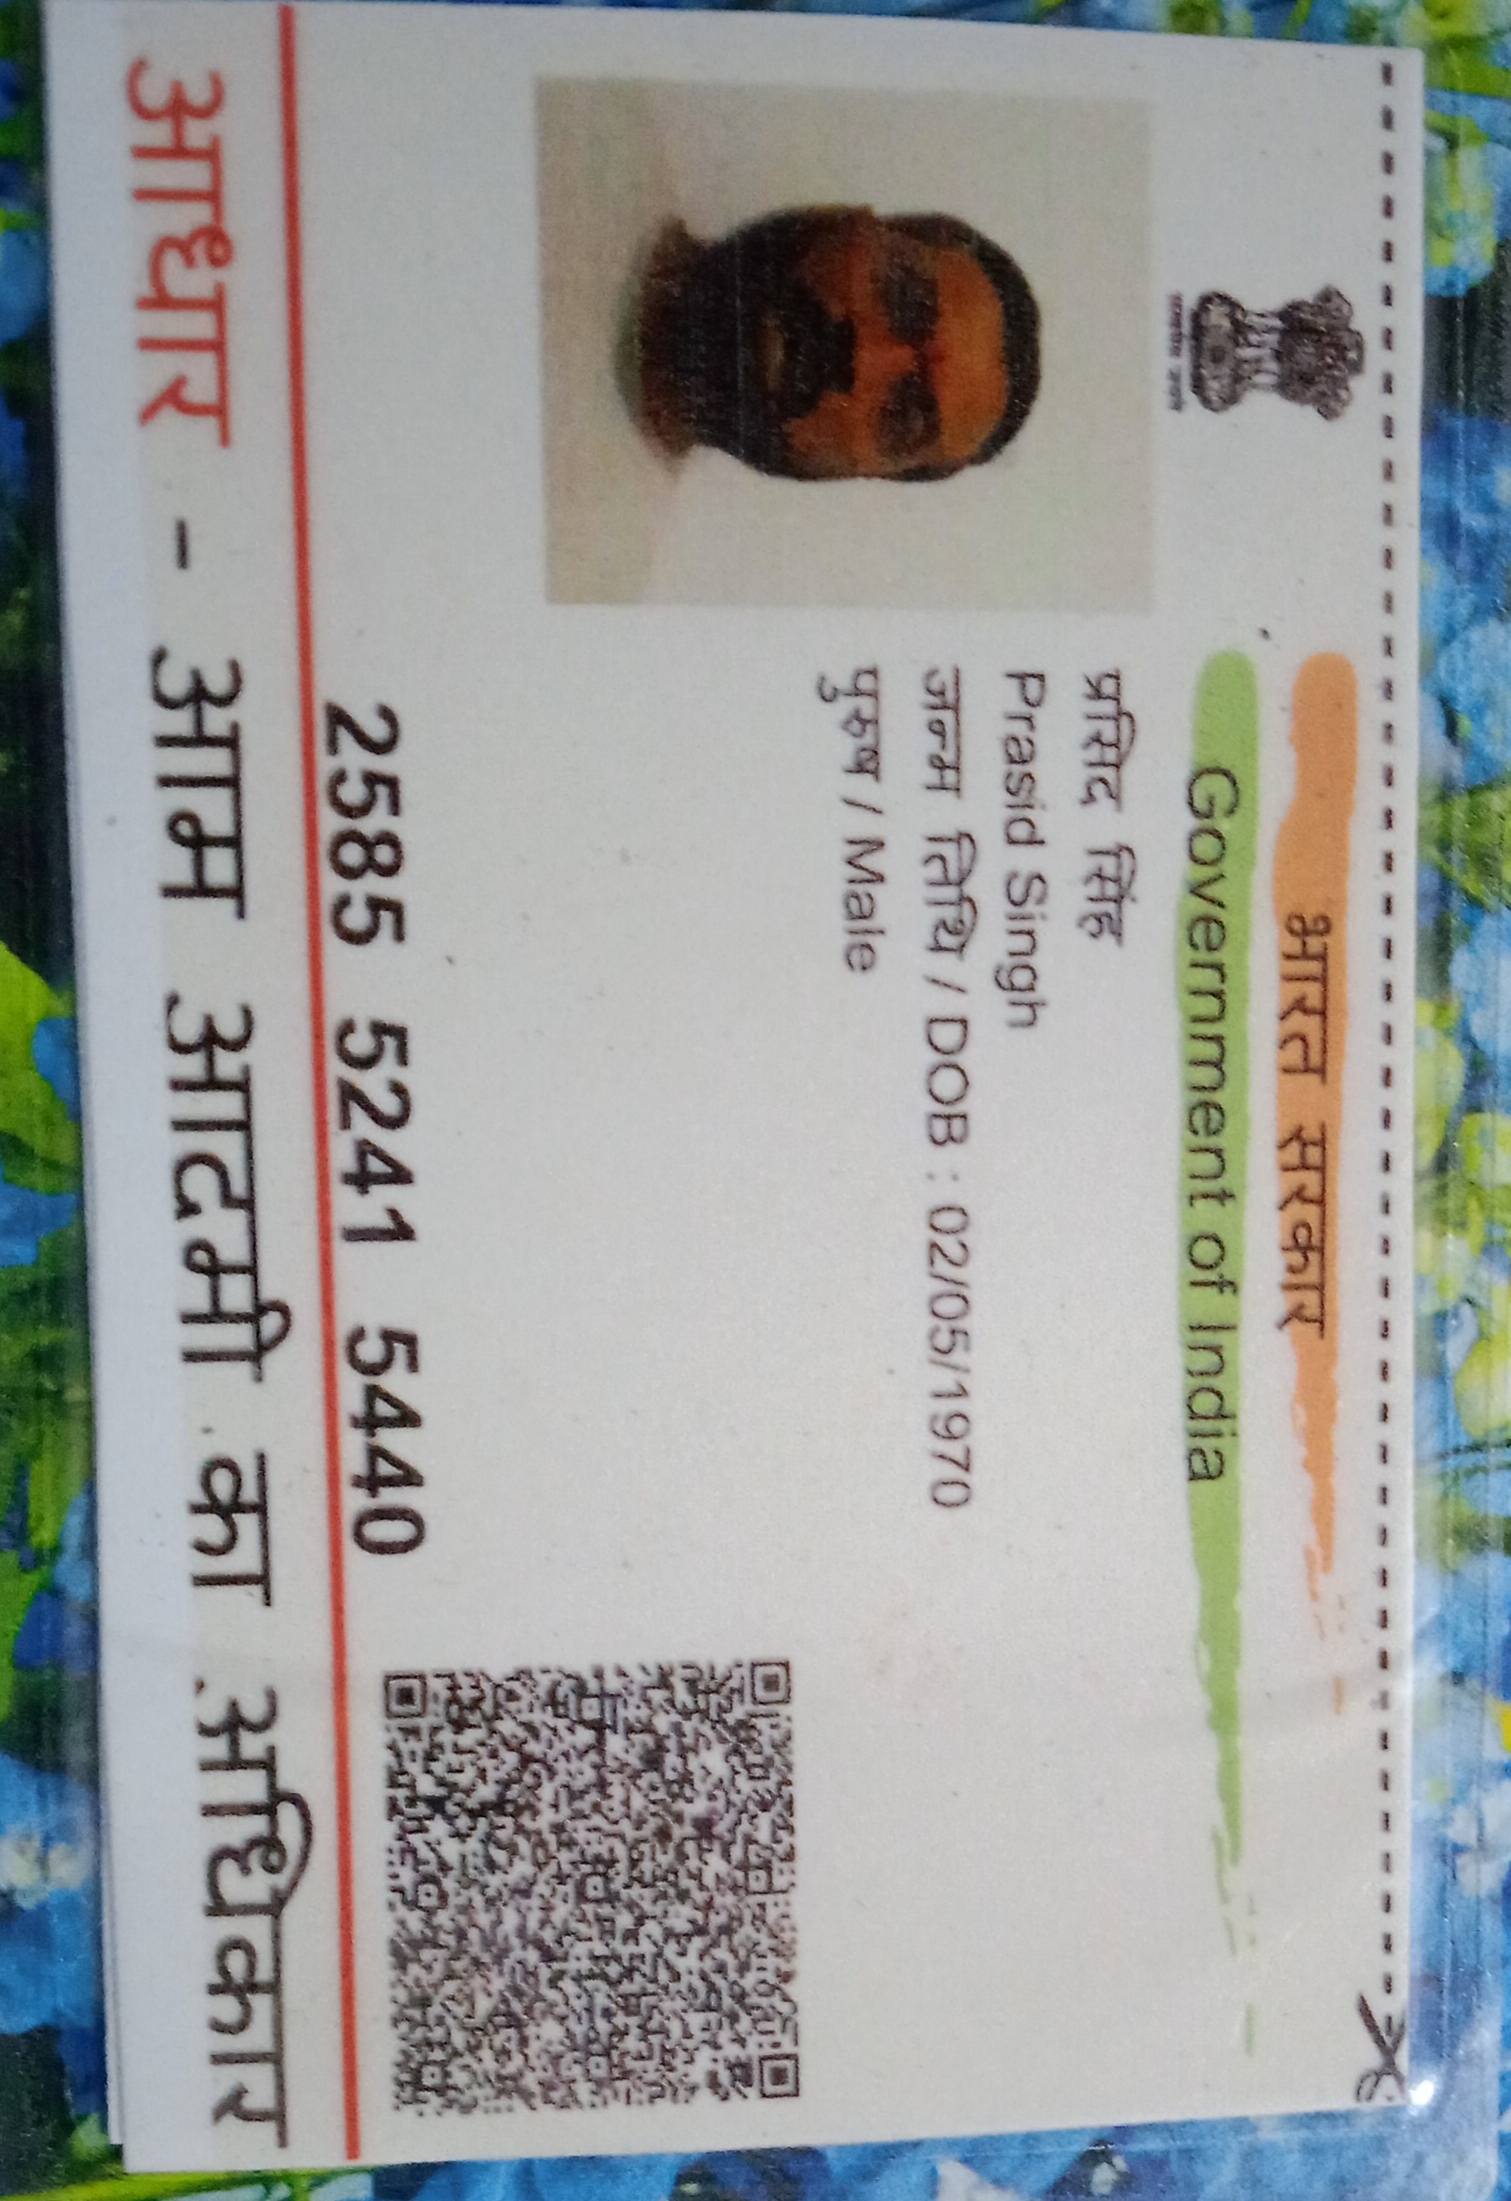 भारत सरकार
Government of India
प्रसिद सिंह
Prasid Singh
जन्म तिथि / DOB : 02/05/1970
पुरुष / Male
2585 5241 5440
आधार - आम आदमी का अधिकार